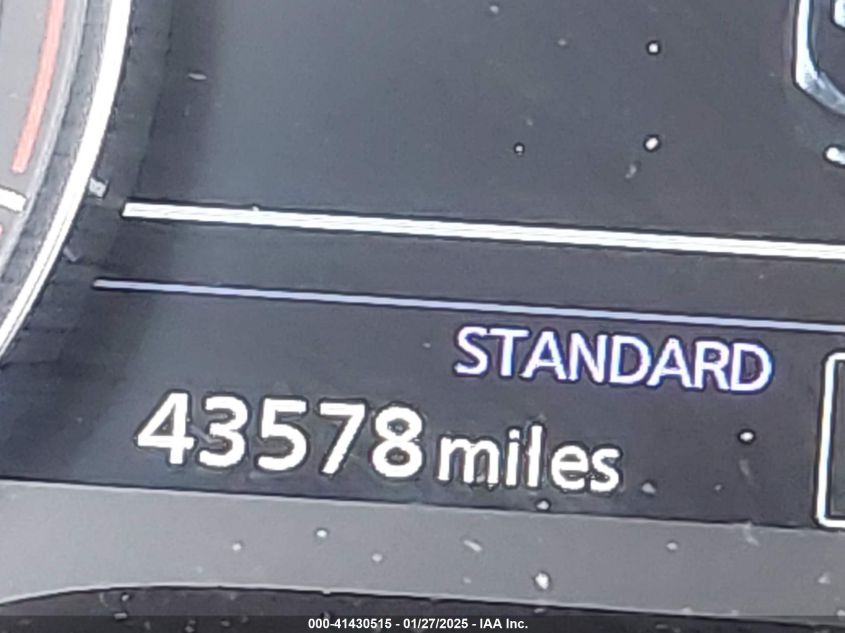 STANDARD
43578 miles
000-41430515 - 01/27/2025 - IAA Inc.